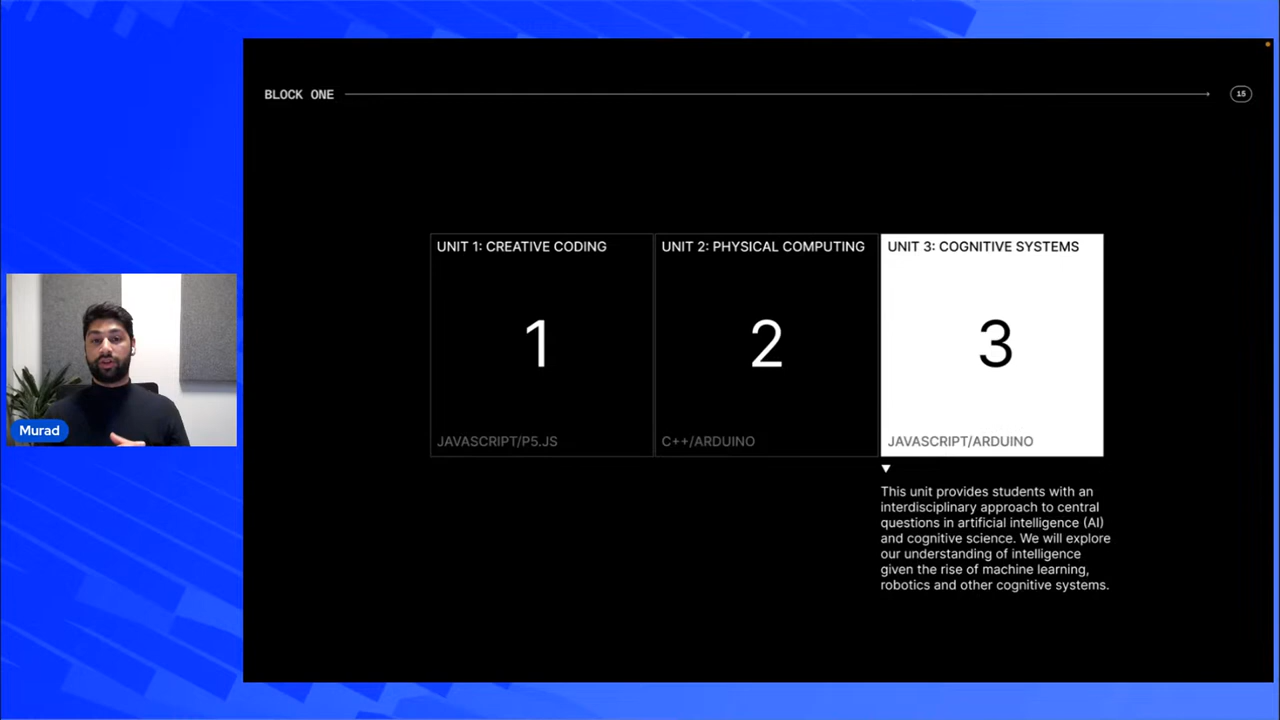 BLOCK ONE
15
UNIT 1: CREATIVE CODING
1
JAVASCRIPT/P5.JS
UNIT 2: PHYSICAL COMPUTING
2
C++/ARDUINO
UNIT 3: COGNITIVE SYSTEMS
3
JAVASCRIPT/ARDUINO
This unit provides students with an
interdisciplinary approach to central
questions in artificial intelligence (AI)
and cognitive science. We will explore
our understanding of intelligence
given the rise of machine learning,
robotics and other cognitive systems.
Murad